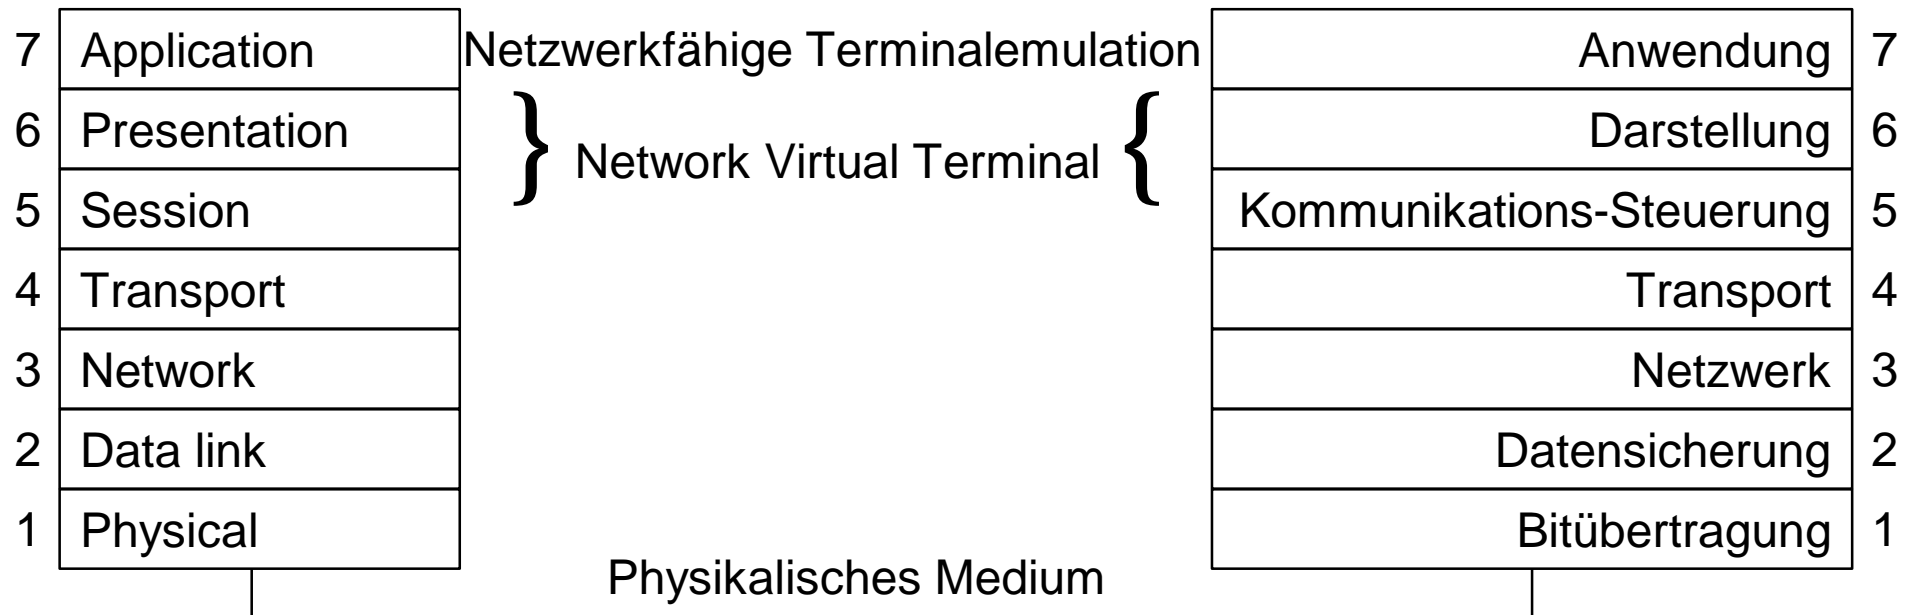 7 Application Netzwerkfähige Terminalemulation Anwendung 7
6 Presentation } Network Virtual Terminal { Darstellung 6
5 Session Kommunikations-Steuerung 5
4 Transport Transport 4
3 Network Netzwerk 3
2 Data link Datensicherung 2
1 Physical Bitübertragung 1
Physikalisches Medium